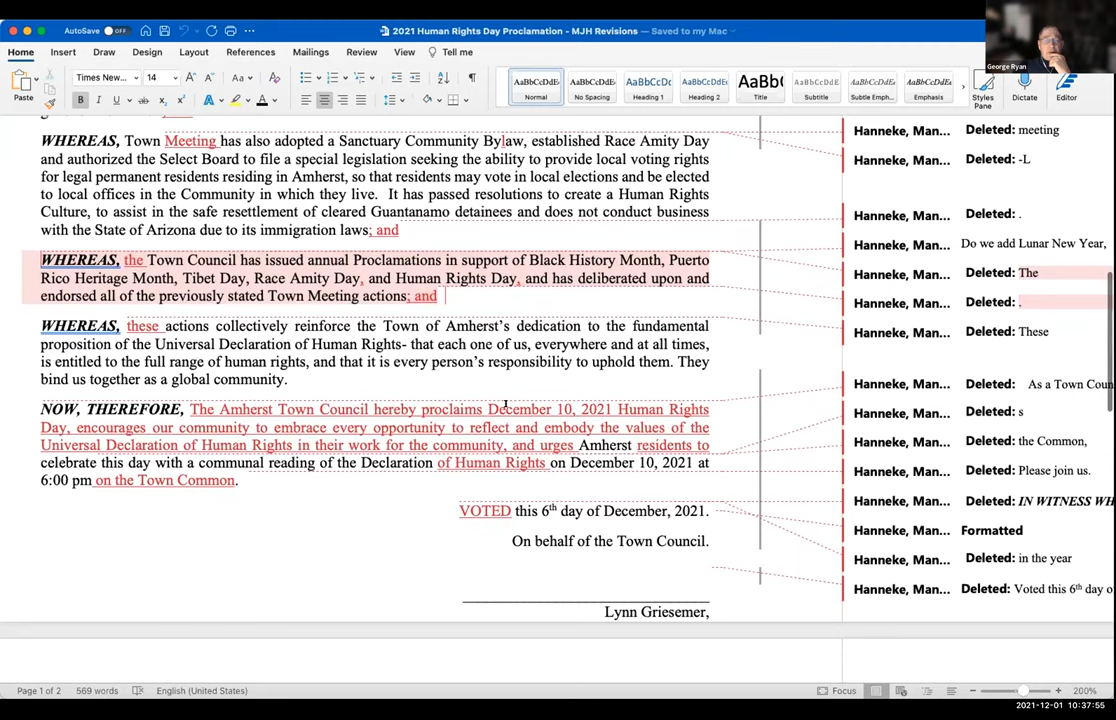 AutoSave OFF
2021 Human Rights Day Proclamation - MJH Revisions — Saved to my Mac
George Ryan
Home Insert Draw Design Layout References Mailings Review View Tell me
Paste
Times New... 14
AaBbCcDdEe AaBbCcDdEe AaBbCcDc AaBbCcDdEe AaBb( AaBbCcDdEe AaBbCcDdEe AaBbCcDdEe
Normal No Spacing Heading 1 Heading 2 Title Subtitle Subtle Emph... Emphasis
Styles Pane Dictate Editor
WHEREAS, Town Meeting has also adopted a Sanctuary Community Bylaw, established Race Amity Day
and authorized the Select Board to file a special legislation seeking the ability to provide local voting rights
for legal permanent residents residing in Amherst, so that residents may vote in local elections and be elected
to local offices in the Community in which they live. It has passed resolutions to create a Human Rights
Culture, to assist in the safe resettlement of cleared Guantanamo detainees and does not conduct business
with the State of Arizona due to its immigration laws; and
WHEREAS, the Town Council has issued annual Proclamations in support of Black History Month, Puerto
Rico Heritage Month, Tibet Day, Race Amity Day, and Human Rights Day, and has deliberated upon and
endorsed all of the previously stated Town Meeting actions; and
WHEREAS, these actions collectively reinforce the Town of Amherst's dedication to the fundamental
proposition of the Universal Declaration of Human Rights- that each one of us, everywhere and at all times,
is entitled to the full range of human rights, and that it is every person's responsibility to uphold them. They
bind us together as a global community.
NOW, THEREFORE, The Amherst Town Council hereby proclaims December 10, 2021 Human Rights
Day, encourages our community to embrace every opportunity to reflect and embody the values of the
Universal Declaration of Human Rights in their work for the community, and urges Amherst residents to
celebrate this day with a communal reading of the Declaration of Human Rights on December 10, 2021 at
6:00 pm on the Town Common.
VOTED this 6th day of December, 2021.
On behalf of the Town Council.
Lynn Griesemer,
Hanneke, Man... Deleted: meeting
Hanneke, Man... Deleted: -L
Hanneke, Man... Deleted: .
Hanneke, Man... Do we add Lunar New Year,
Hanneke, Man... Deleted: The
Hanneke, Man... Deleted: .
Hanneke, Man... Deleted: These
Hanneke, Man... Deleted: As a Town Coun
Hanneke, Man... Deleted: s
Hanneke, Man... Deleted: the Common,
Hanneke, Man... Deleted: Please join us.
Hanneke, Man... Deleted: IN WITNESS WH
Hanneke, Man... Formatted
Hanneke, Man... Deleted: in the year
Hanneke, Man... Deleted: Voted this 6th day o
Page 1 of 2 569 words English (United States) Focus 200%
2021-12-01 10:37:55